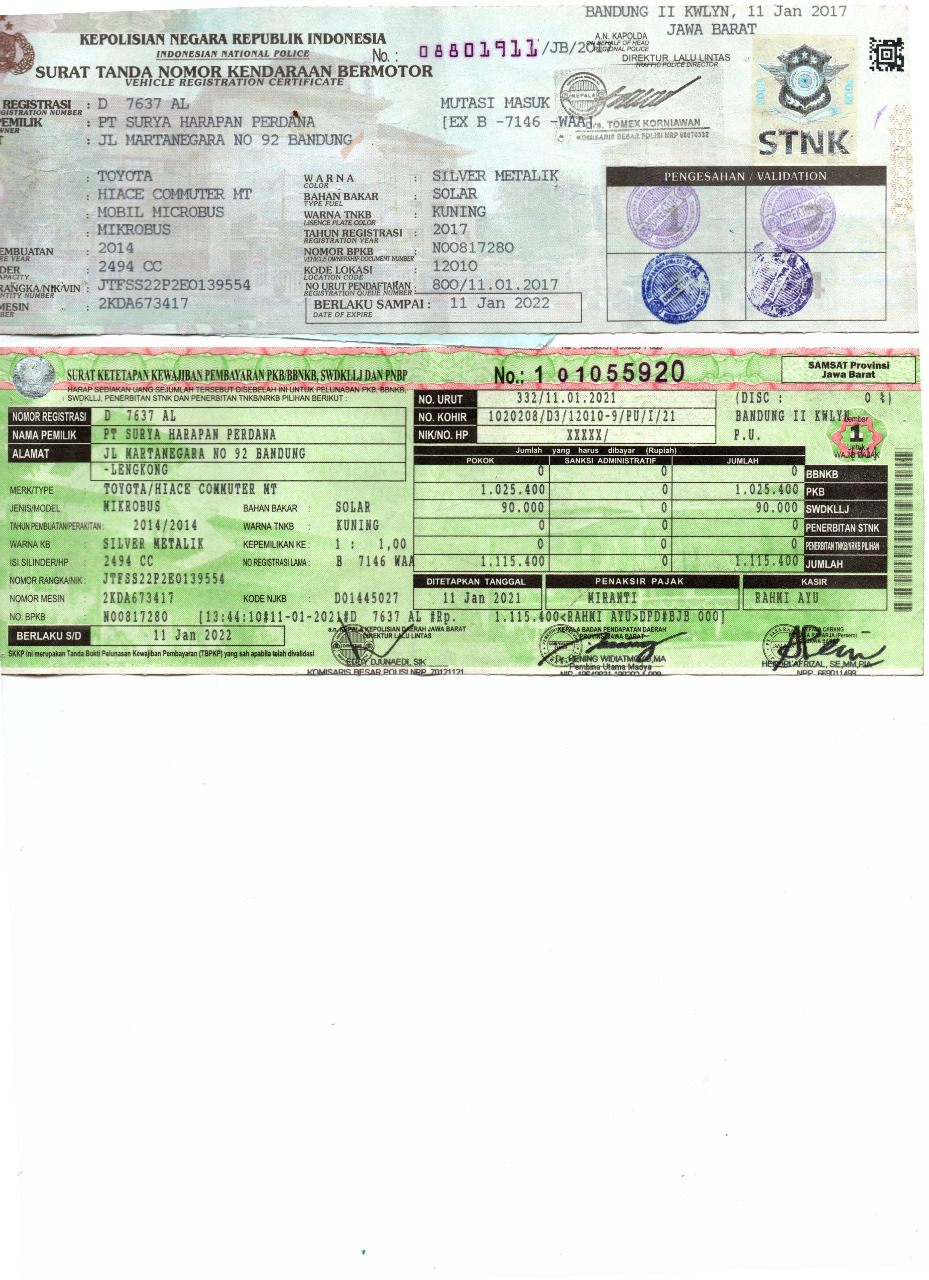 BANDUNG II KWLYN, 11 Jan 2017
JAWA BARAT
KEPOLISIAN NEGARA REPUBLIK INDONESIA
INDONESIAN NATIONAL POLICE
No.: 08801911/JB/20
A.N. KAPOLDA
ON BEHALF OF HEAD
REGIONAL POLICE
DIREKTUR LALU LINTAS
TRAFFIC POLICE DIRECTOR
SURAT TANDA NOMOR KENDARAAN BERMOTOR
VEHICLE REGISTRATION CERTIFICATE
REGISTRASI : D 7637 AL
MUTASI MASUK
PEMILIK : PT SURYA HARAPAN PERDANA
[EX B -7146 -WAA]
TOMEX KORNIAWAN
KOMISARIS BESAR POLISI NRP
: JL MARTANEGARA NO 92 BANDUNG
STNK
: TOYOTA
: HIACE COMMUTER MT
: MOBIL MICROBUS
: MIKROBUS
EMBUATAN : 2014
: 2494 CC
RANGKA/NIK/VIN : JTFSS22P2E0139554
MESIN : 2KDA673417
WARNA : SILVER METALIK
COLOR
BAHAN BAKAR : SOLAR
TYPE FUEL
WARNA TNKB : KUNING
LISENCE PLATE COLOR
TAHUN REGISTRASI : 2017
REGISTRATION YEAR
NOMOR BPKB : N00817280
VEHICLE OWNERSHIP DOCUMENT NUMBER
KODE LOKASI : 12010
LOCATION CODE
NO URUT PENDAFTARAN : 800/11.01.2017
REGISTRATION QUEUE NUMBER
BERLAKU SAMPAI : 11 Jan 2022
DATE OF EXPIRE
PENGESAHAN / VALIDATION
SURAT KETETAPAN KEWAJIBAN PEMBAYARAN PKB/BBNKB, SWDKLLJ DAN PNBP
No.: 1 01055920
SAMSAT Provinsi
Jawa Barat
HARAP SEDIAKAN UANG SEJUMLAH TERSEBUT DISEBELAH INI UNTUK PELUNASAN PKB, BBNKB,
SWDKLLJ, PENERBITAN STNK DAN PENERBITAN TNKB/NRKB PILIHAN BERIKUT :
NO. URUT 332/11.01.2021
(DISC : 0 %)
NOMOR REGISTRASI D 7637 AL
NO. KOHIR 1020208/D3/12010-9/PU/I/21
BANDUNG II KWLYN
NAMA PEMILIK PT SURYA HARAPAN PERDANA
NIK/NO. HP XXXXX/
P.U.
Lembar
1
Untuk
WAJIB PAJAK
ALAMAT JL MARTANEGARA NO 92 BANDUNG
-LENGKONG
Jumlah yang harus dibayar (Rupiah)
POKOK SANKSI ADMINISTRATIF JUMLAH
0 0 0 BBNKB
1.025.400 0 1.025.400 PKB
90.000 0 90.000 SWDKLLJ
0 0 0 PENERBITAN STNK
0 0 0 PENERBITAN TNKB/NRKB PILIHAN
1.115.400 0 1.115.400 JUMLAH
MERK/TYPE : TOYOTA/HIACE COMMUTER MT
JENIS/MODEL : MIKROBUS BAHAN BAKAR : SOLAR
TAHUN PEMBUATAN/PERAKITAN : 2014/2014 WARNA TNKB : KUNING
WARNA KB : SILVER METALIK KEPEMILIKAN KE : 1 : 1,00
ISI SILINDER/HP : 2494 CC NO REGISTRASI LAMA : B 7146 WAA
NOMOR RANGKA/NIK : JTFSS22P2E0139554
DITETAPKAN TANGGAL PENAKSIR PAJAK KASIR
NOMOR MESIN : 2KDA673417 KODE NJKB : D01445027
11 Jan 2021 MIRANTI RAHMI AYU
NO. BPKB : N00817280 [13:44:10#11-01-2021#D 7637 AL #Rp. 1.115.400<RAHMI AYU>DPD#BJB 000]
BERLAKU S/D 11 Jan 2022
SKKP ini merupakan Tanda Bukti Pelunasan Kewajiban Pembayaran (TBPKP) yang sah apabila telah divalidasi
a.n. KEPALA KEPOLISIAN DAERAH JAWA BARAT
DIREKTUR LALU LINTAS
EDDY DJUNAEDI, SIK
KOMISARIS BESAR POLISI NRP. 70121121
KEPALA BADAN PENDAPATAN DAERAH
PROVINSI JAWA BARAT
Dr. HENING WIDIATMOKO, MA
Pembina Utama Madya
CABANG
RAHARJA (Persero)
JAWA BARAT
AFRIZAL, SE,MM,PIA
NPP. 669011499